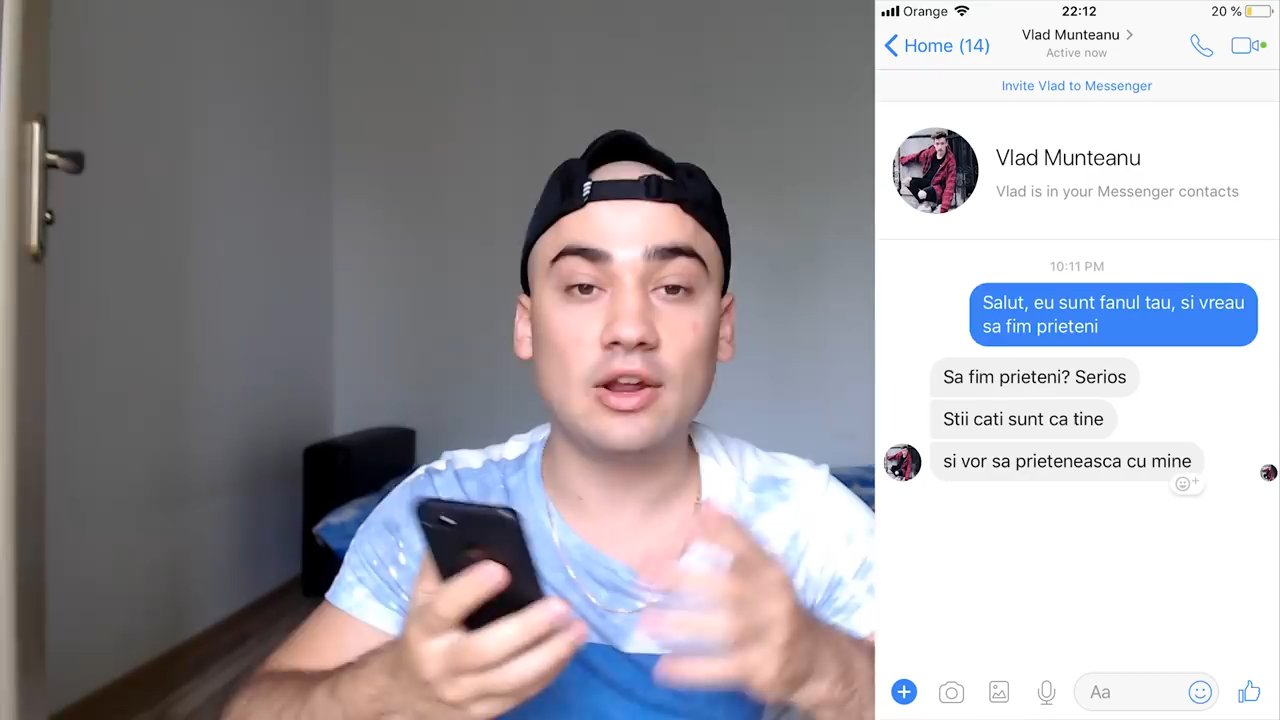 Orange
22:12
20 %
Home (14)
Vlad Munteanu
Active now
Invite Vlad to Messenger
Vlad Munteanu
Vlad is in your Messenger contacts
10:11 PM
Salut, eu sunt fanul tau, si vreau
sa fim prieteni
Sa fim prieteni? Serios
Stii cati sunt ca tine
si vor sa prieteneasca cu mine
Aa